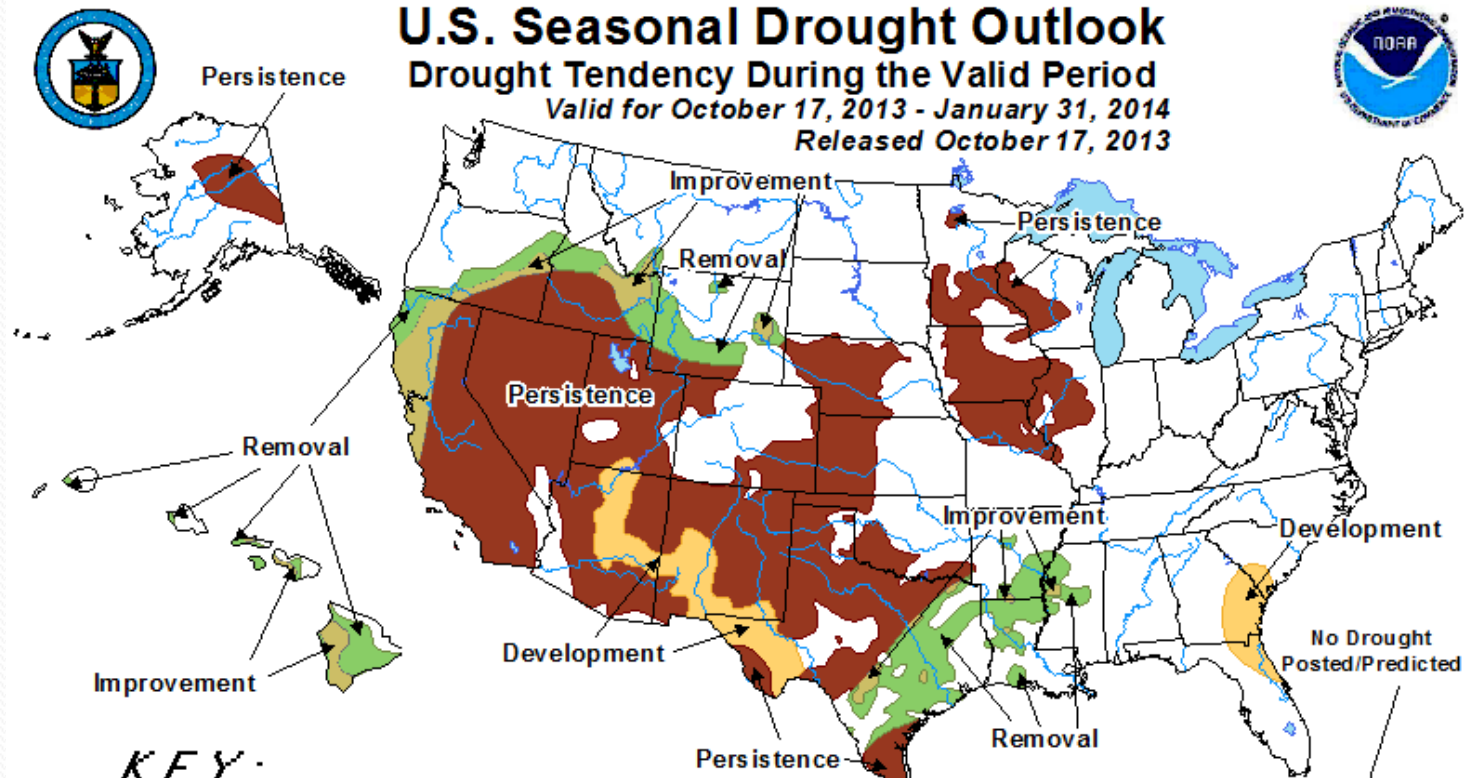 U.S. Seasonal Drought Outlook
Drought Tendency During the Valid Period
Valid for October 17, 2013 - January 31, 2014
Released October 17, 2013
NOAA
Persistence
Improvement
Persistence
Removal
Persistence
Removal
Improvement
Development
No Drought
Posted/Predicted
Development
Improvement
Removal
Persistence
KEY: